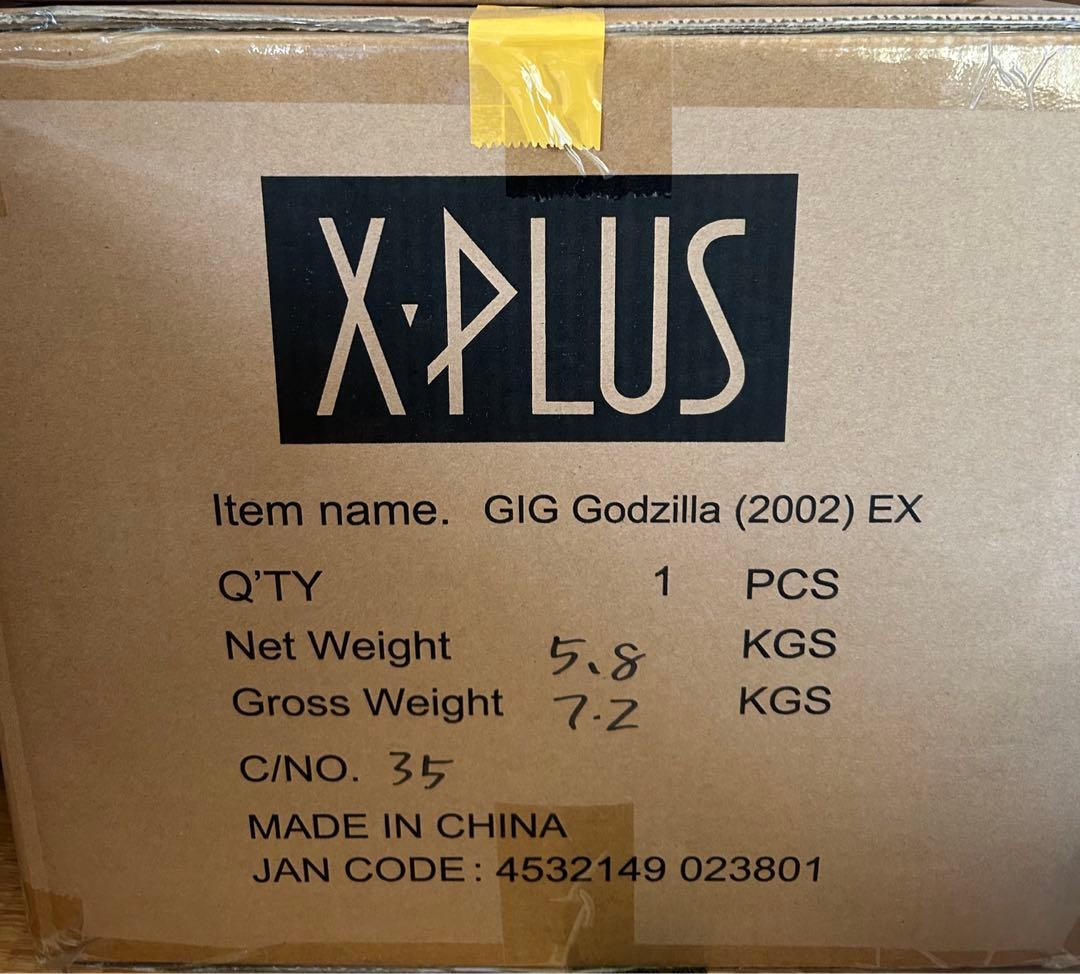 X·PLUS
Item name. GIG Godzilla (2002) EX
Q'TY 1 PCS
Net Weight 5.8 KGS
Gross Weight 7.2 KGS
C/NO. 35
MADE IN CHINA
JAN CODE : 4532149 023801